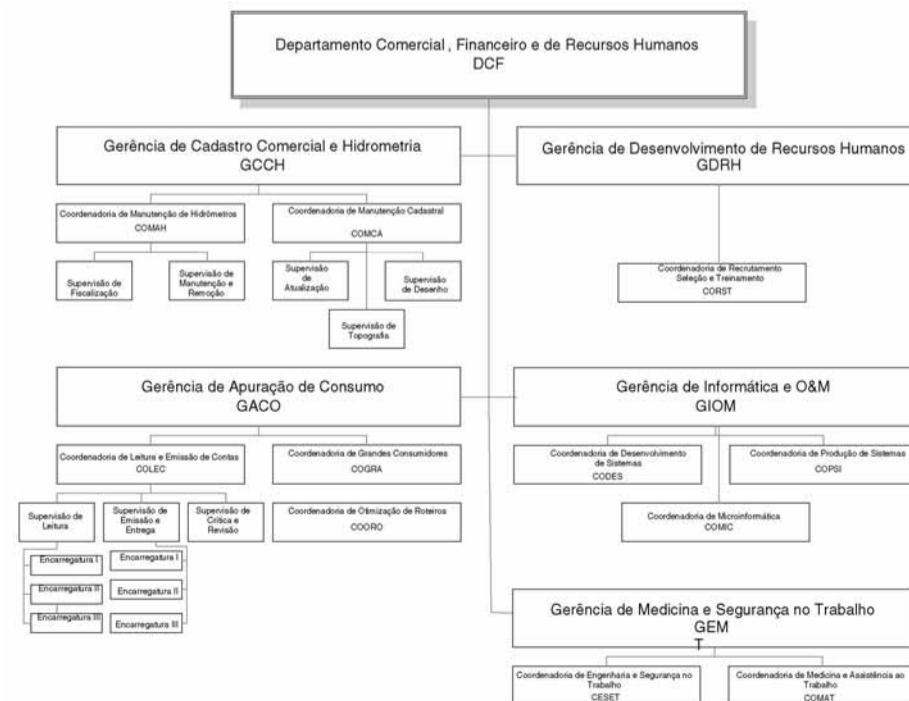 Departamento Comercial , Financeiro e de Recursos Humanos
DCF
Gerência de Cadastro Comercial e Hidrometria
GCCH
Gerência de Desenvolvimento de Recursos Humanos
GDRH
Coordenadoria de Manutenção de Hidrômetros
COMAH
Coordenadoria de Manutenção Cadastral
COMCA
Supervisão de
Fiscalização
Supervisão de
Manutenção e
Remoção
Supervisão
de
Atualização
Supervisão
de Desenho
Supervisão de
Topografia
Coordenadoria de Recrutamento
Seleção e Treinamento
CORST
Gerência de Apuração de Consumo
GACO
Gerência de Informática e O&M
GIOM
Coordenadoria de Leitura e Emissão de Contas
COLEC
Coordenadoria de Grandes Consumidores
COGRA
Coordenadoria de Desenvolvimento
de Sistemas
CODES
Coordenadoria de Produção de Sistemas
COPSI
Supervisão de
Leitura
Supervisão de
Emissão e
Entrega
Supervisão de
Crítica e
Revisão
Coordenadoria de Otimização de Roteiros
COORO
Coordenadoria de Microinformática
COMIC
Encarregatura I
Encarregatura II
Encarregatura III
Encarregatura I
Encarregatura II
Encarregatura III
Gerência de Medicina e Segurança no Trabalho
GEM
T
Coordenadoria de Engenharia e Segurança no
Trabalho
CESET
Coordenadoria de Medicina e Assistência ao
Trabalho
COMAT